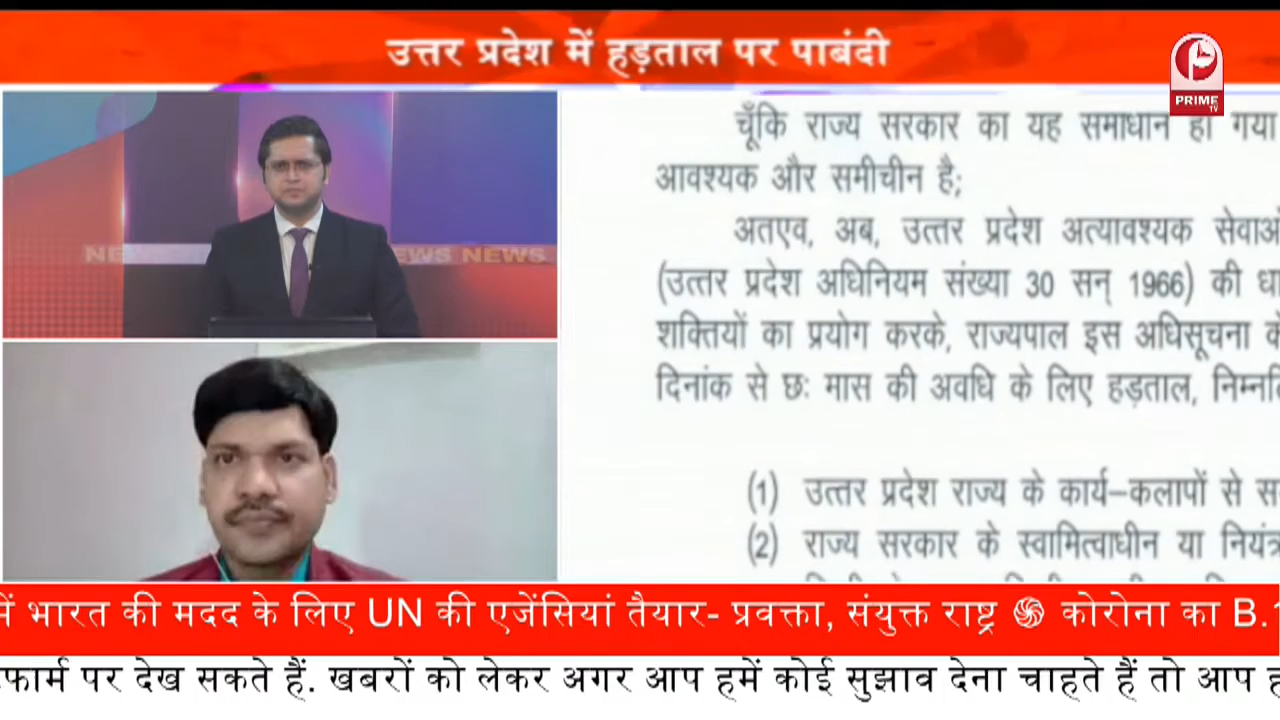 उत्तर प्रदेश में हड़ताल पर पाबंदी
PRIME
TV
NEWS NEWS
चूँकि राज्य सरकार का यह समाधान हो गया
आवश्यक और समीचीन है;
अतएव, अब, उत्तर प्रदेश अत्यावश्यक
(उत्तर प्रदेश अधिनियम संख्या 30 सन् 1966) की
शक्तियों का प्रयोग करके, राज्यपाल इस अधिसूचना
दिनांक से छः मास की अवधि के लिए हड़ताल,
(1) उत्तर प्रदेश राज्य के कार्य–कलापों से
(2) राज्य सरकार के स्वामित्वाधीन या
में भारत की मदद के लिए UN की एजेंसियां तैयार- प्रवक्ता, संयुक्त राष्ट्र कोरोना का B.
पर देख सकते हैं. खबरों को लेकर अगर आप हमें कोई सुझाव देना चाहते हैं तो आप